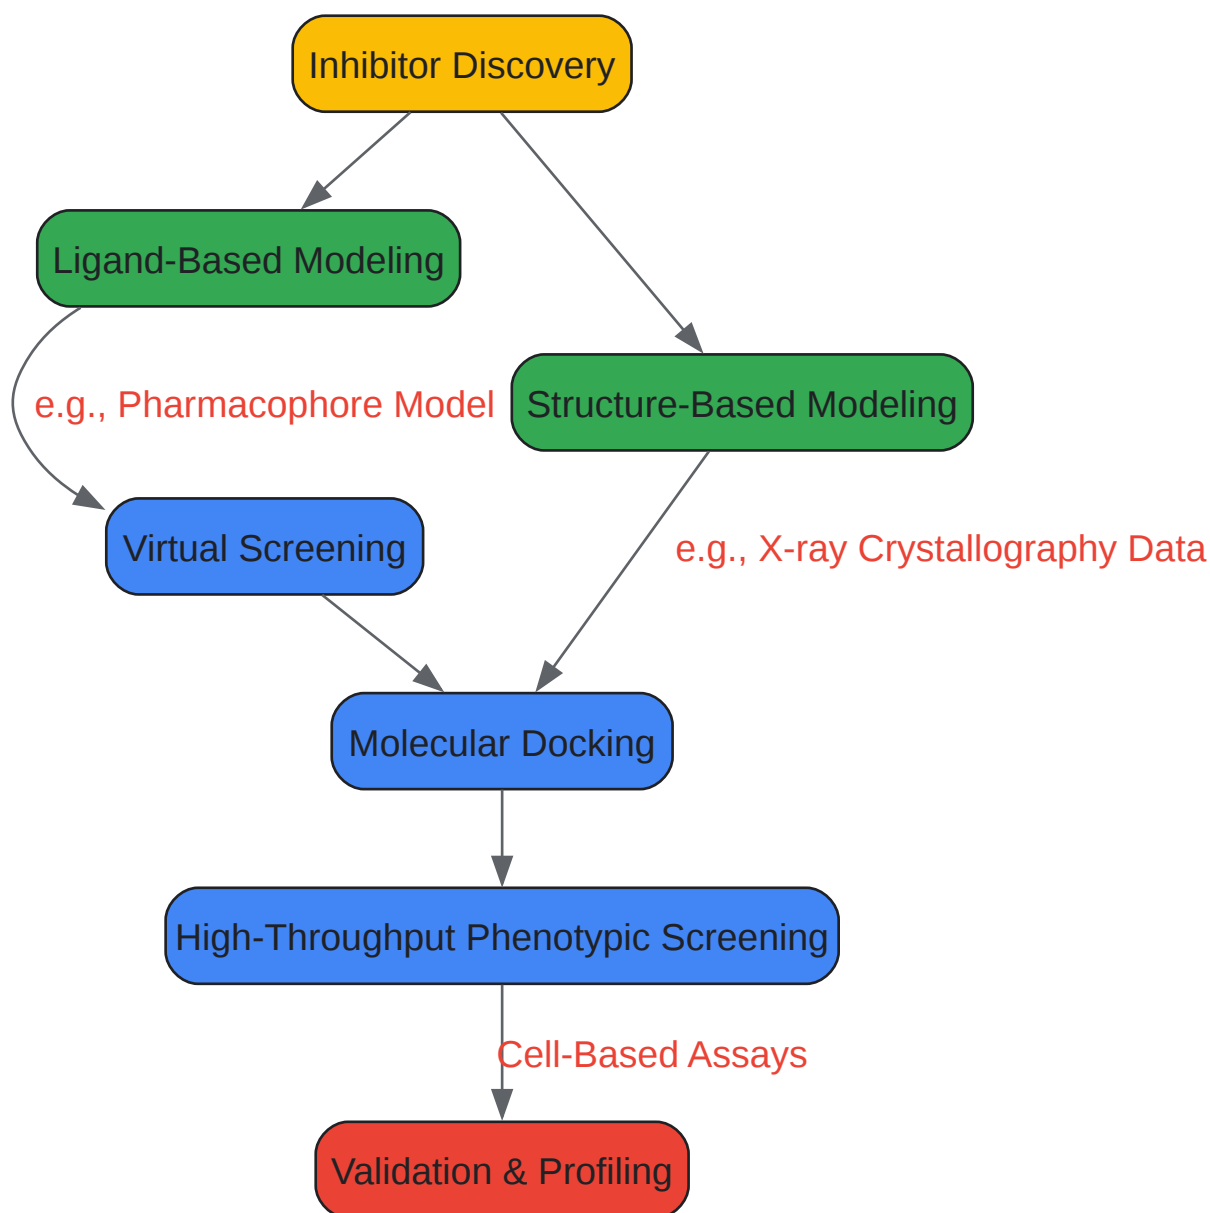 Inhibitor Discovery
Ligand-Based Modeling
e.g., Pharmacophore Model
Structure-Based Modeling
Virtual Screening
e.g., X-ray Crystallography Data
Molecular Docking
High-Throughput Phenotypic Screening
Cell-Based Assays
Validation & Profiling